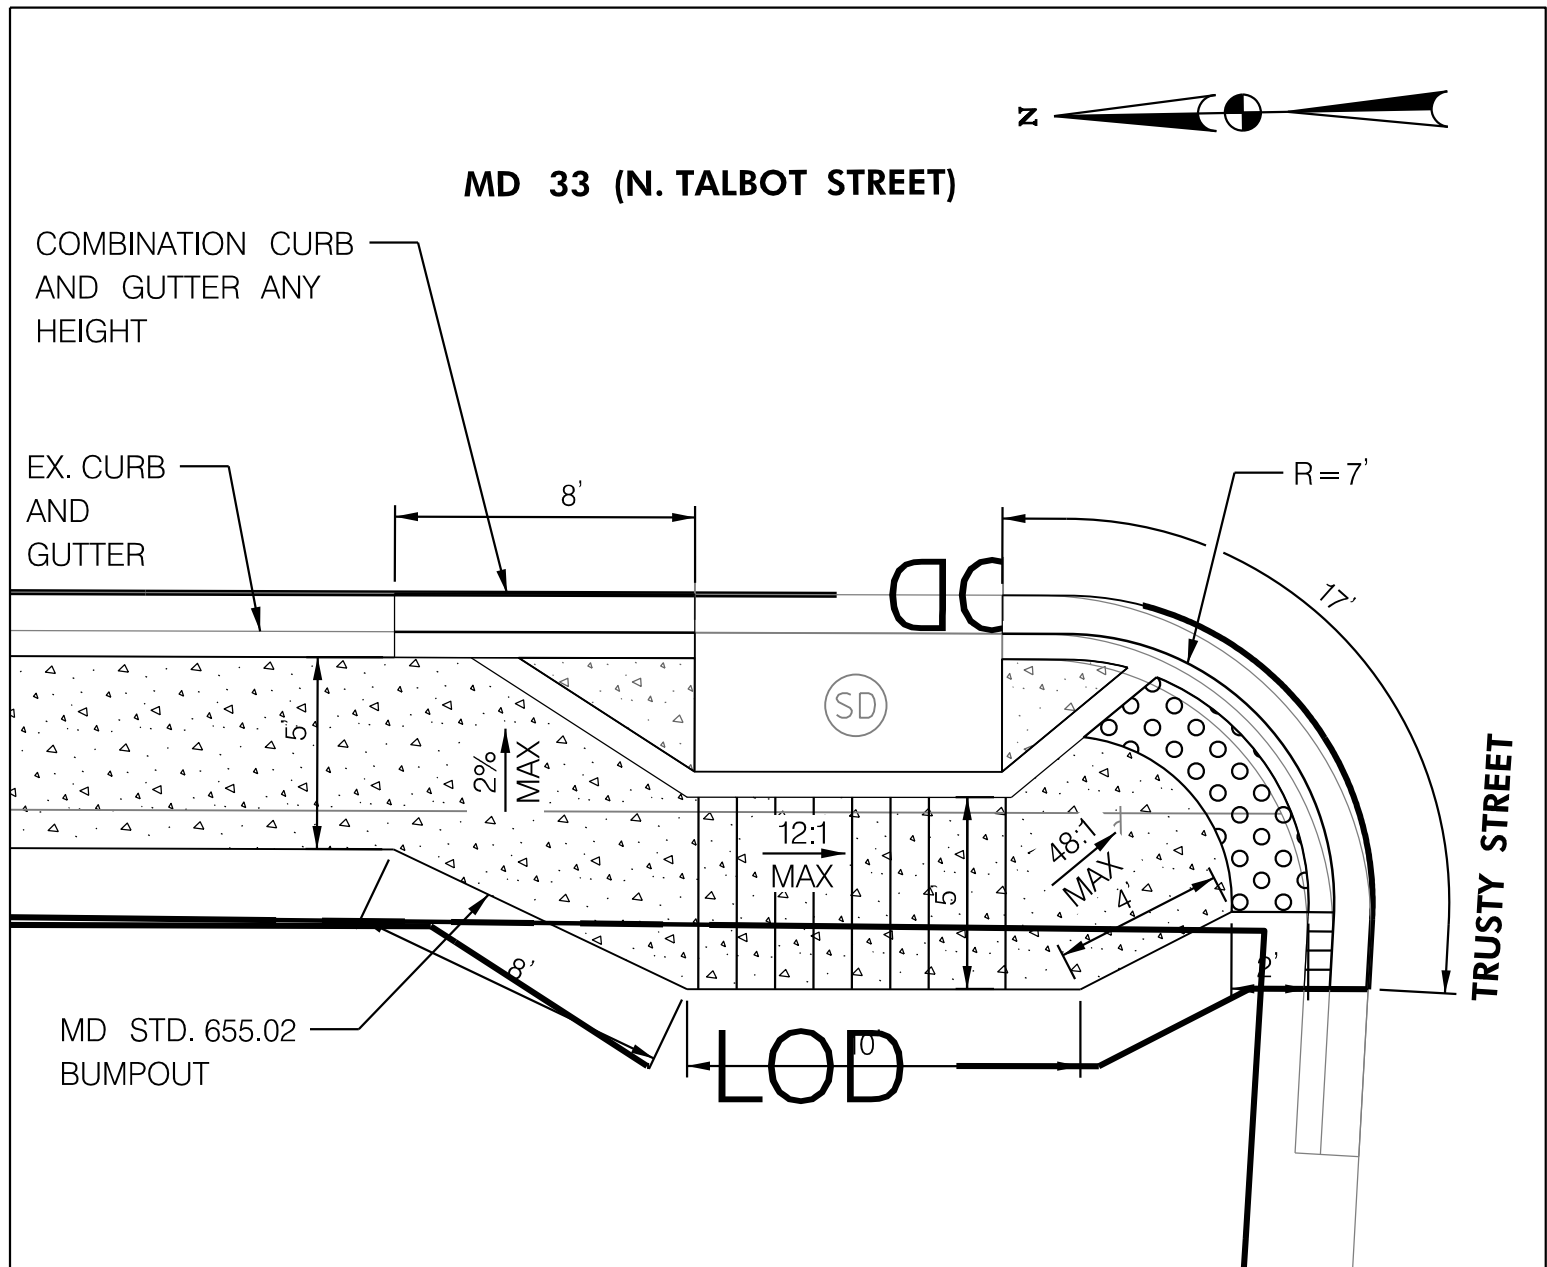 N
MD 33 (N. TALBOT STREET)
COMBINATION CURB
AND GUTTER ANY
HEIGHT
EX. CURB
AND
GUTTER
8'
R=7'
17'
SD
5'
2%
MAX
12:1
MAX
5'
48:1
MAX
4'
2'
TRUSTY STREET
8'
MD STD. 655.02
BUMPOUT
LOD
10'